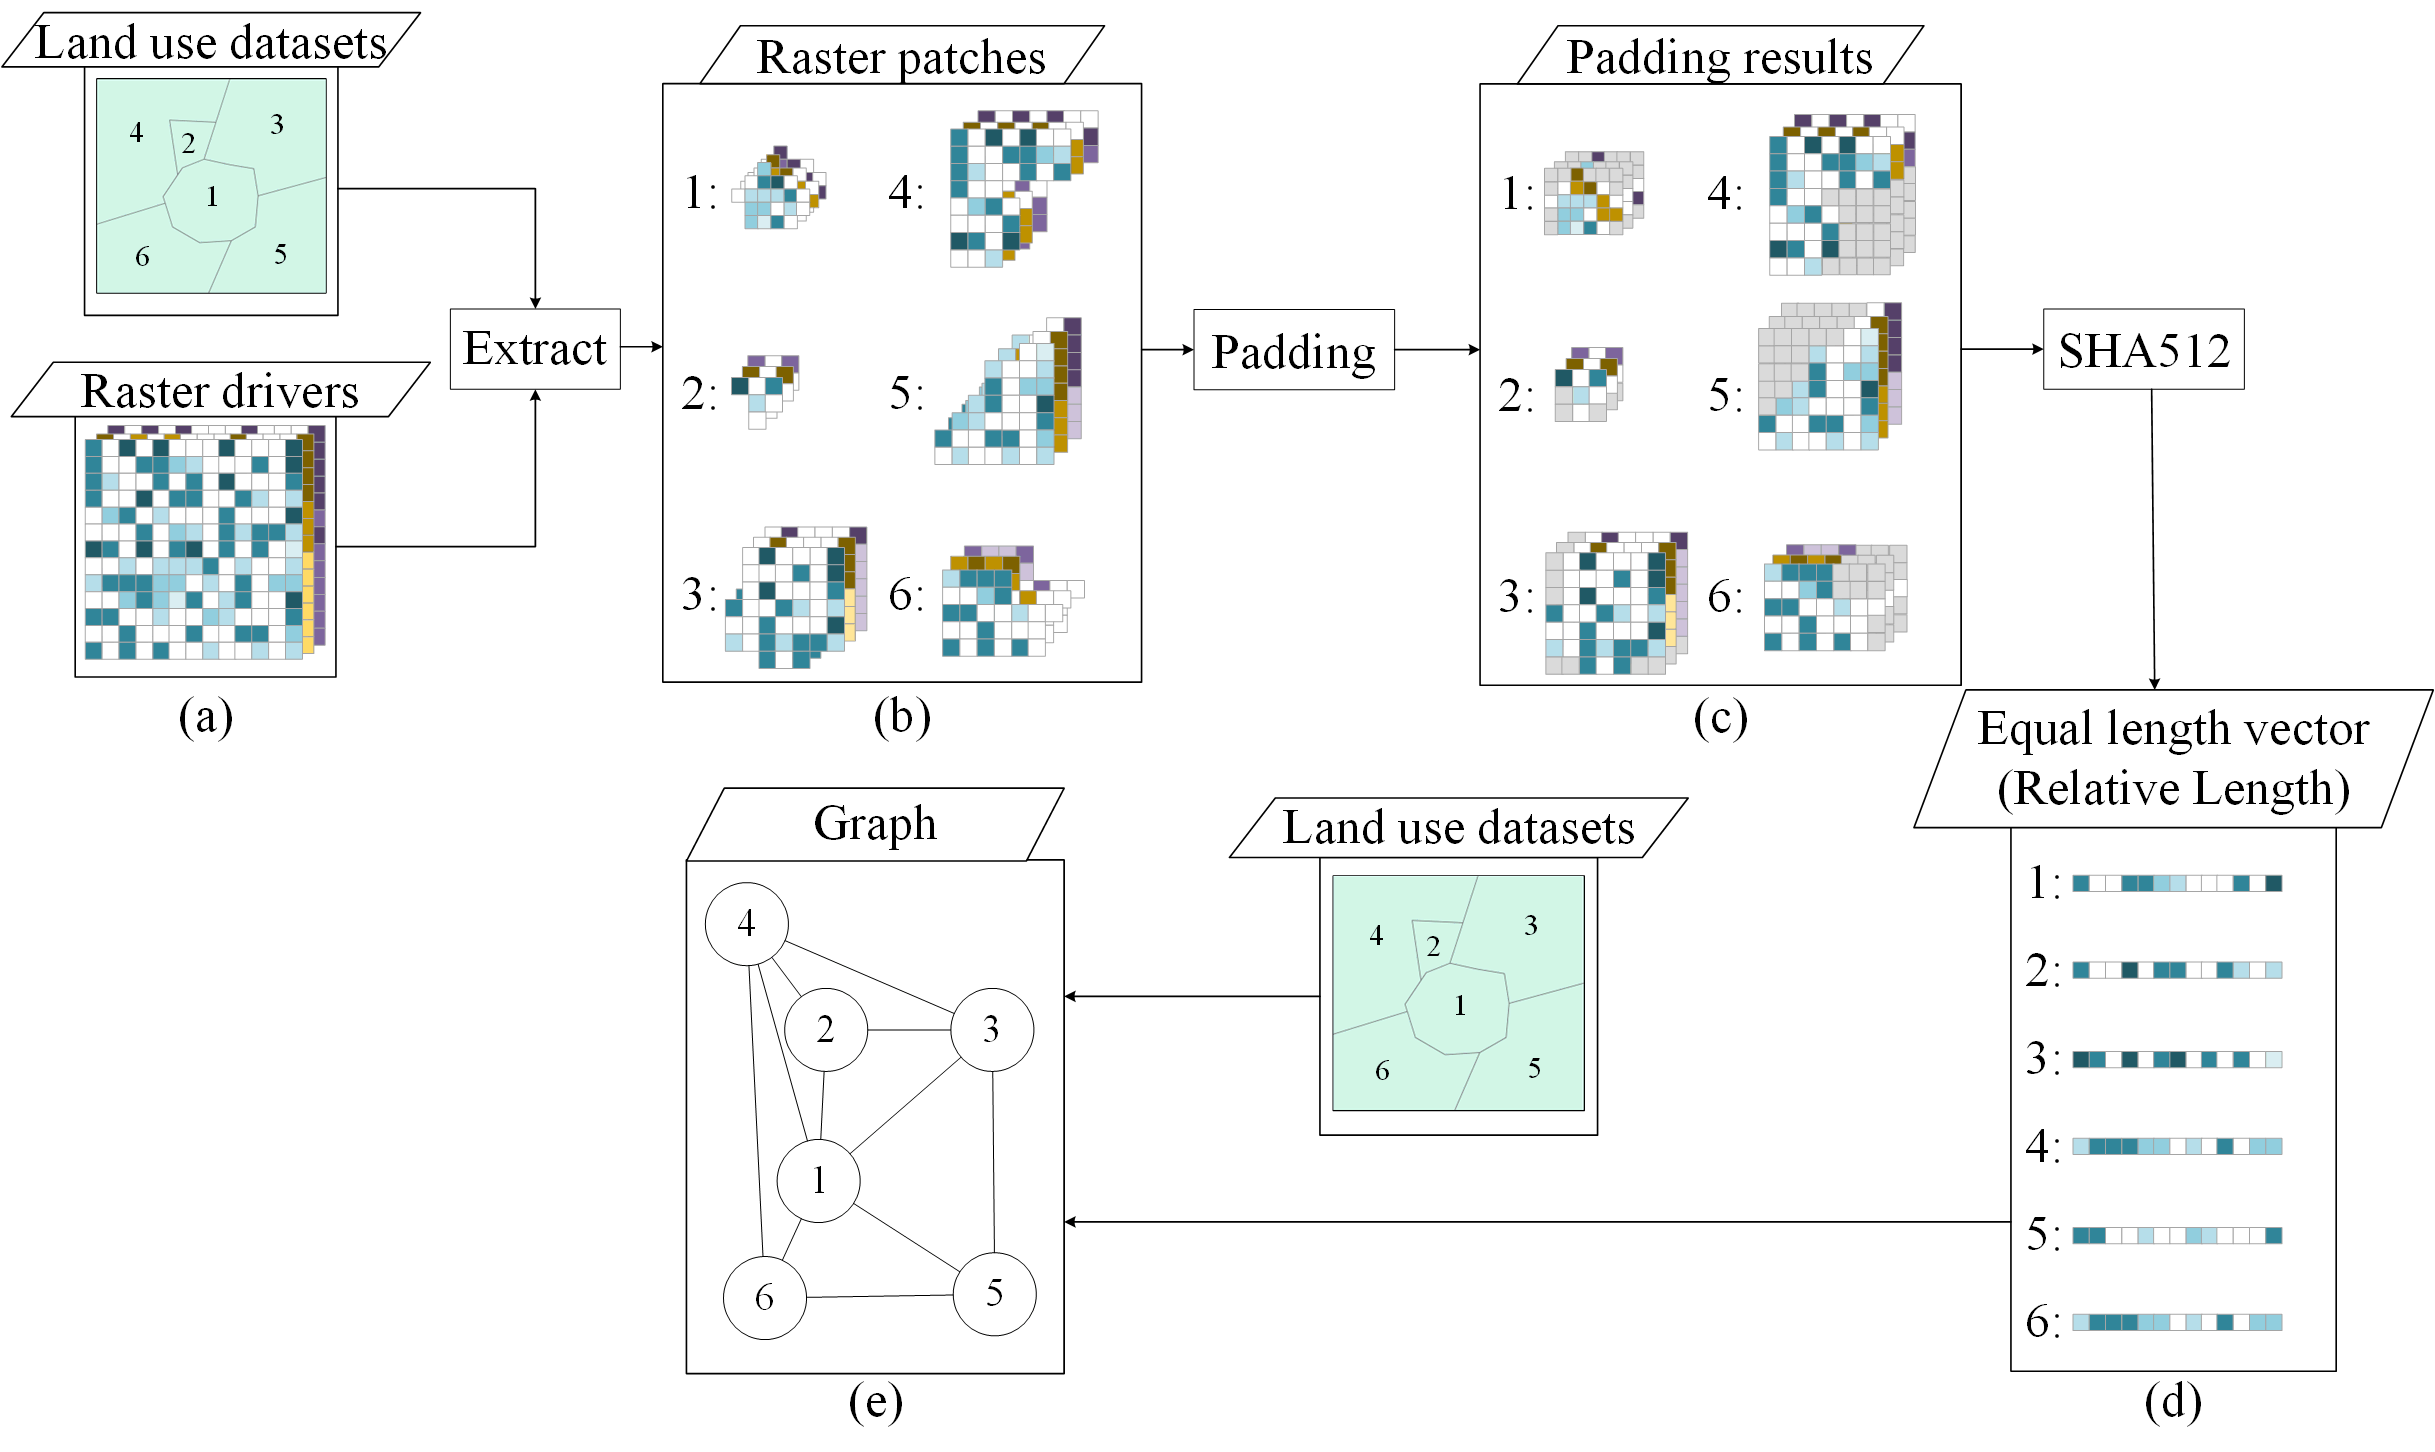 Land use datasets
4
2
3
1
6
5
Raster drivers
(a)
Extract
Raster patches
1:
4:
2:
5:
3:
6:
(b)
Padding
Padding results
1:
4:
2:
5:
3:
6:
(c)
SHA512
Equal length vector
(Relative Length)
1:
2:
3:
4:
5:
6:
(d)
Land use datasets
4
2
3
1
6
5
Graph
4
2
3
1
6
5
(e)